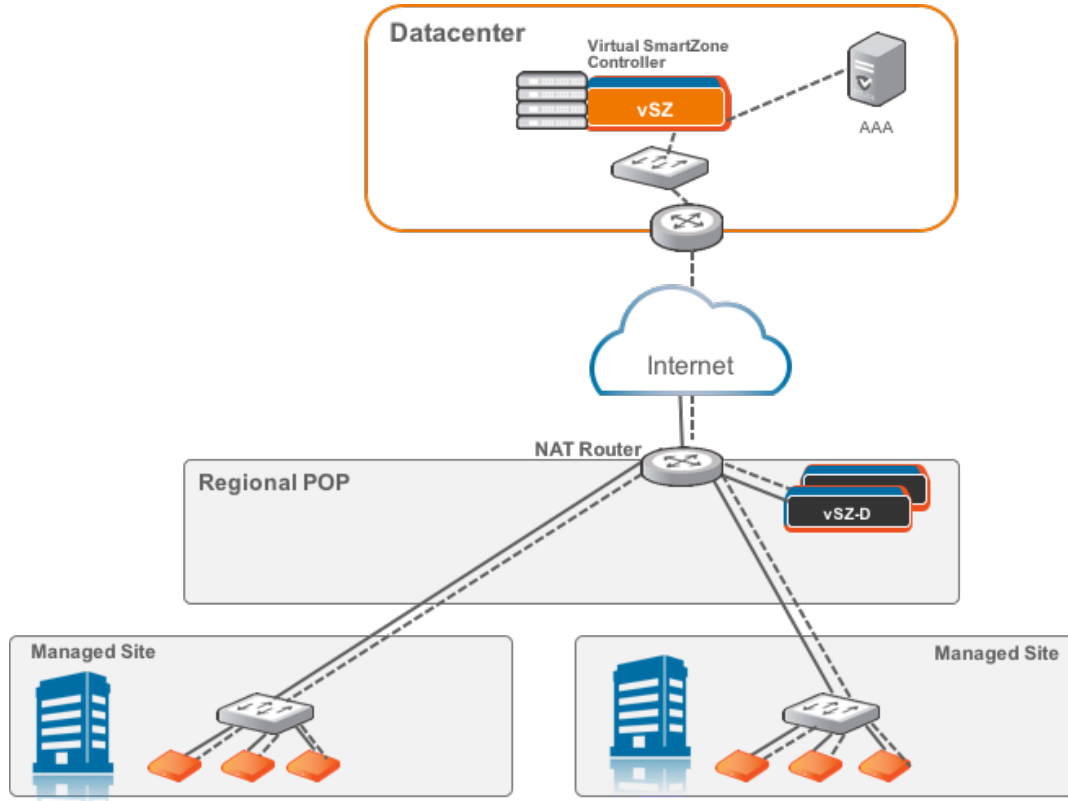 Datacenter
Virtual SmartZone
Controller
vSZ
AAA
Internet
NAT Router
Regional POP
vSZ-D
Managed Site
Managed Site